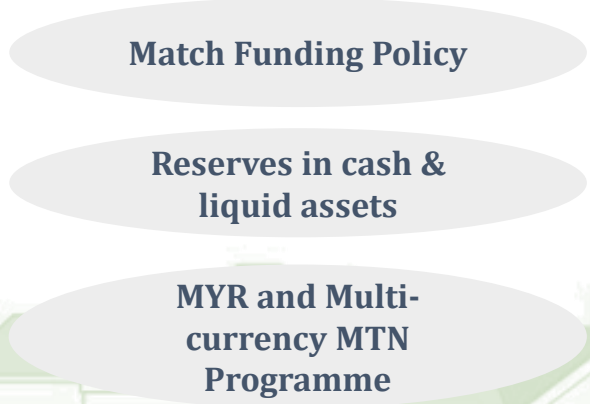 Match Funding Policy
Reserves in cash &
liquid assets
MYR and Multi-
currency MTN
Programme